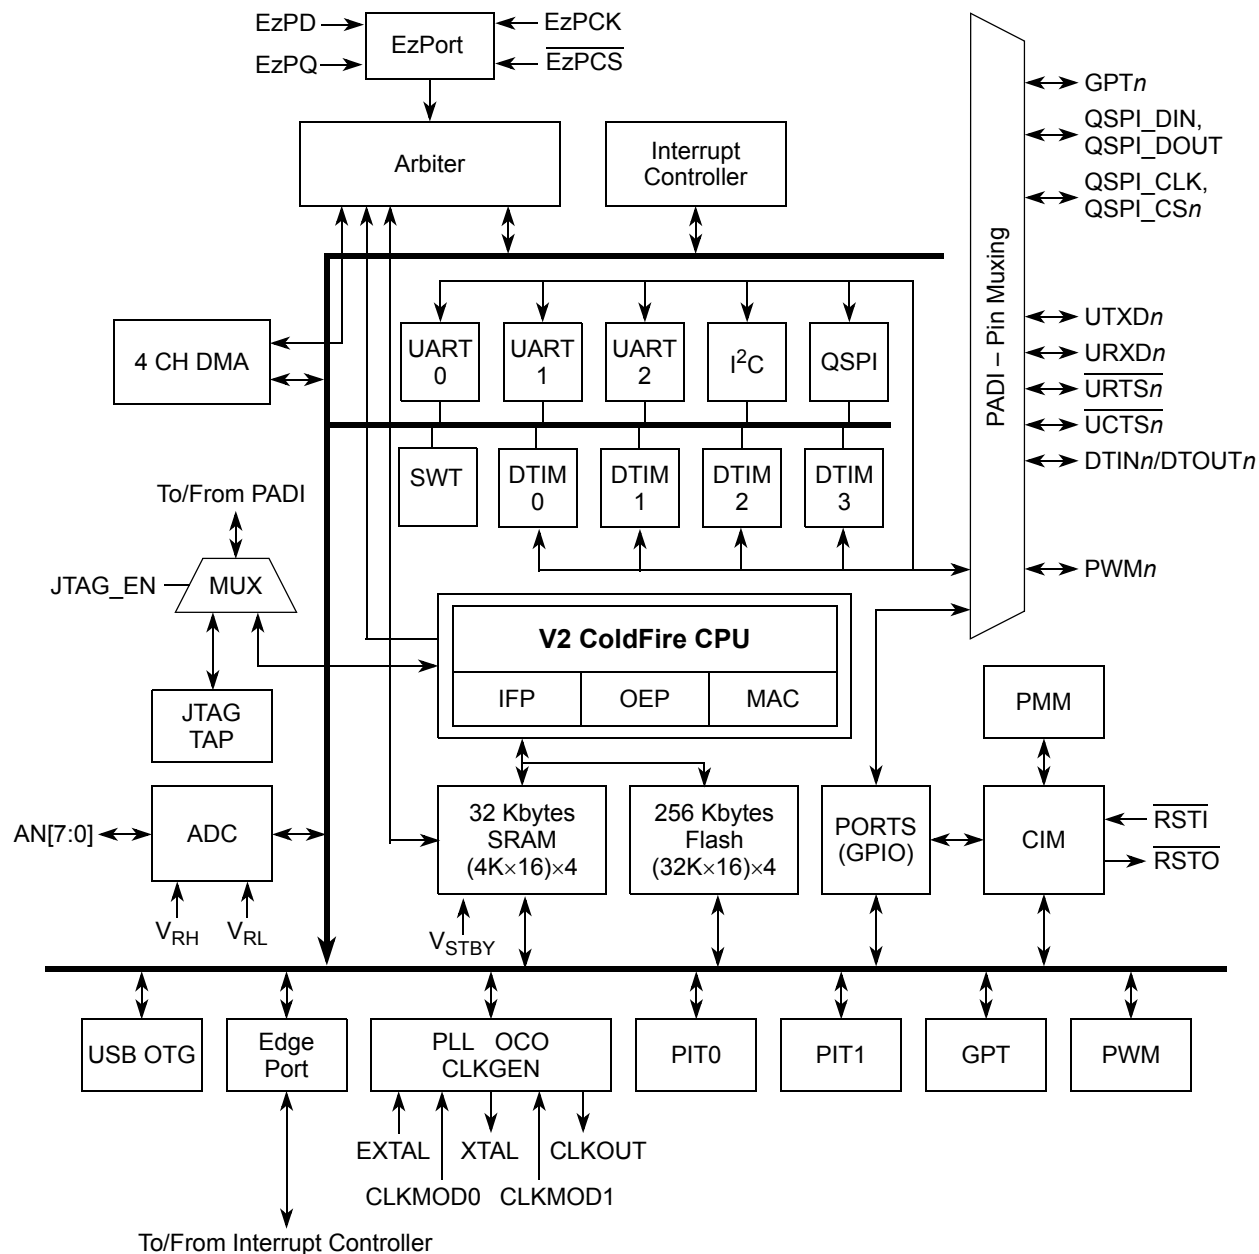 EzPD
EzPCK
EzPort
EzPQ
EzPCS
GPTn
QSPI_DIN,
QSPI_DOUT
QSPI_CLK,
QSPI_CSn
Arbiter
Interrupt
Controller
PADI – Pin Muxing
UTXDn
URXDn
URTSn
UCTSn
DTINn/DTOUTn
PWMn
4 CH DMA
UART
0
UART
1
UART
2
I²C
QSPI
SWT
DTIM
0
DTIM
1
DTIM
2
DTIM
3
To/From PADI
JTAG_EN
MUX
V2 ColdFire CPU
IFP
OEP
MAC
JTAG
TAP
PMM
AN[7:0]
ADC
VRH
VRL
32 Kbytes
SRAM
(4K×16)×4
VSTBY
256 Kbytes
Flash
(32K×16)×4
PORTS
(GPIO)
CIM
RSTI
RSTO
USB OTG
Edge
Port
PLL OCO
CLKGEN
PIT0
PIT1
GPT
PWM
EXTAL
XTAL
CLKOUT
CLKMOD0
CLKMOD1
To/From Interrupt Controller